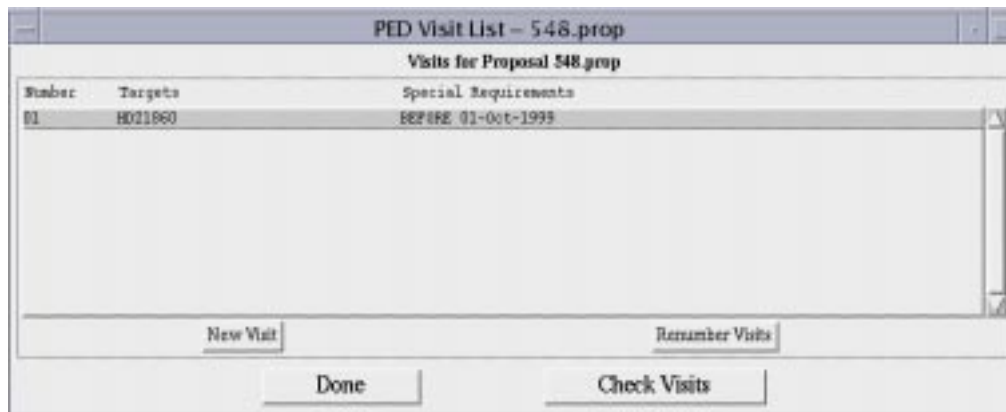 PED Visit List – 548.prop
Visits for Proposal 548.prop
Number Targets Special Requirements
01 HD21860 BEFORE 01-Oct-1999
New Visit Renumber Visits
Done Check Visits